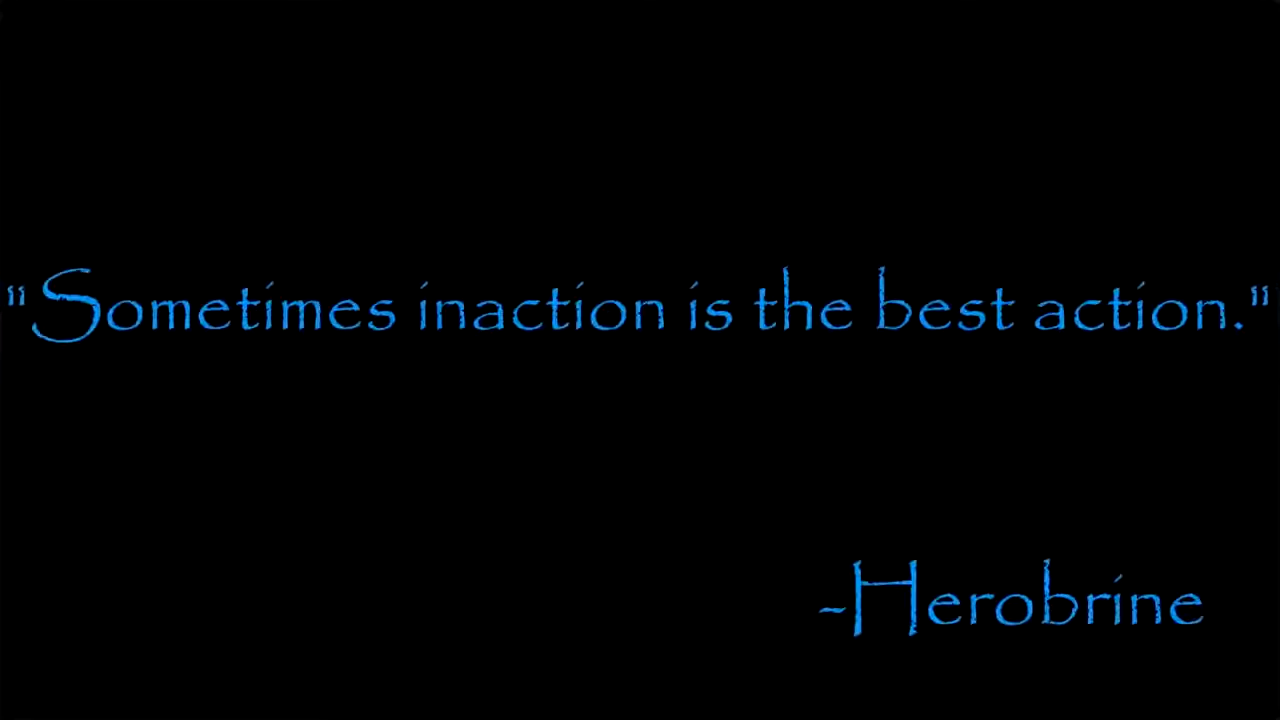 "Sometimes inaction is the best action."
-Herobrine